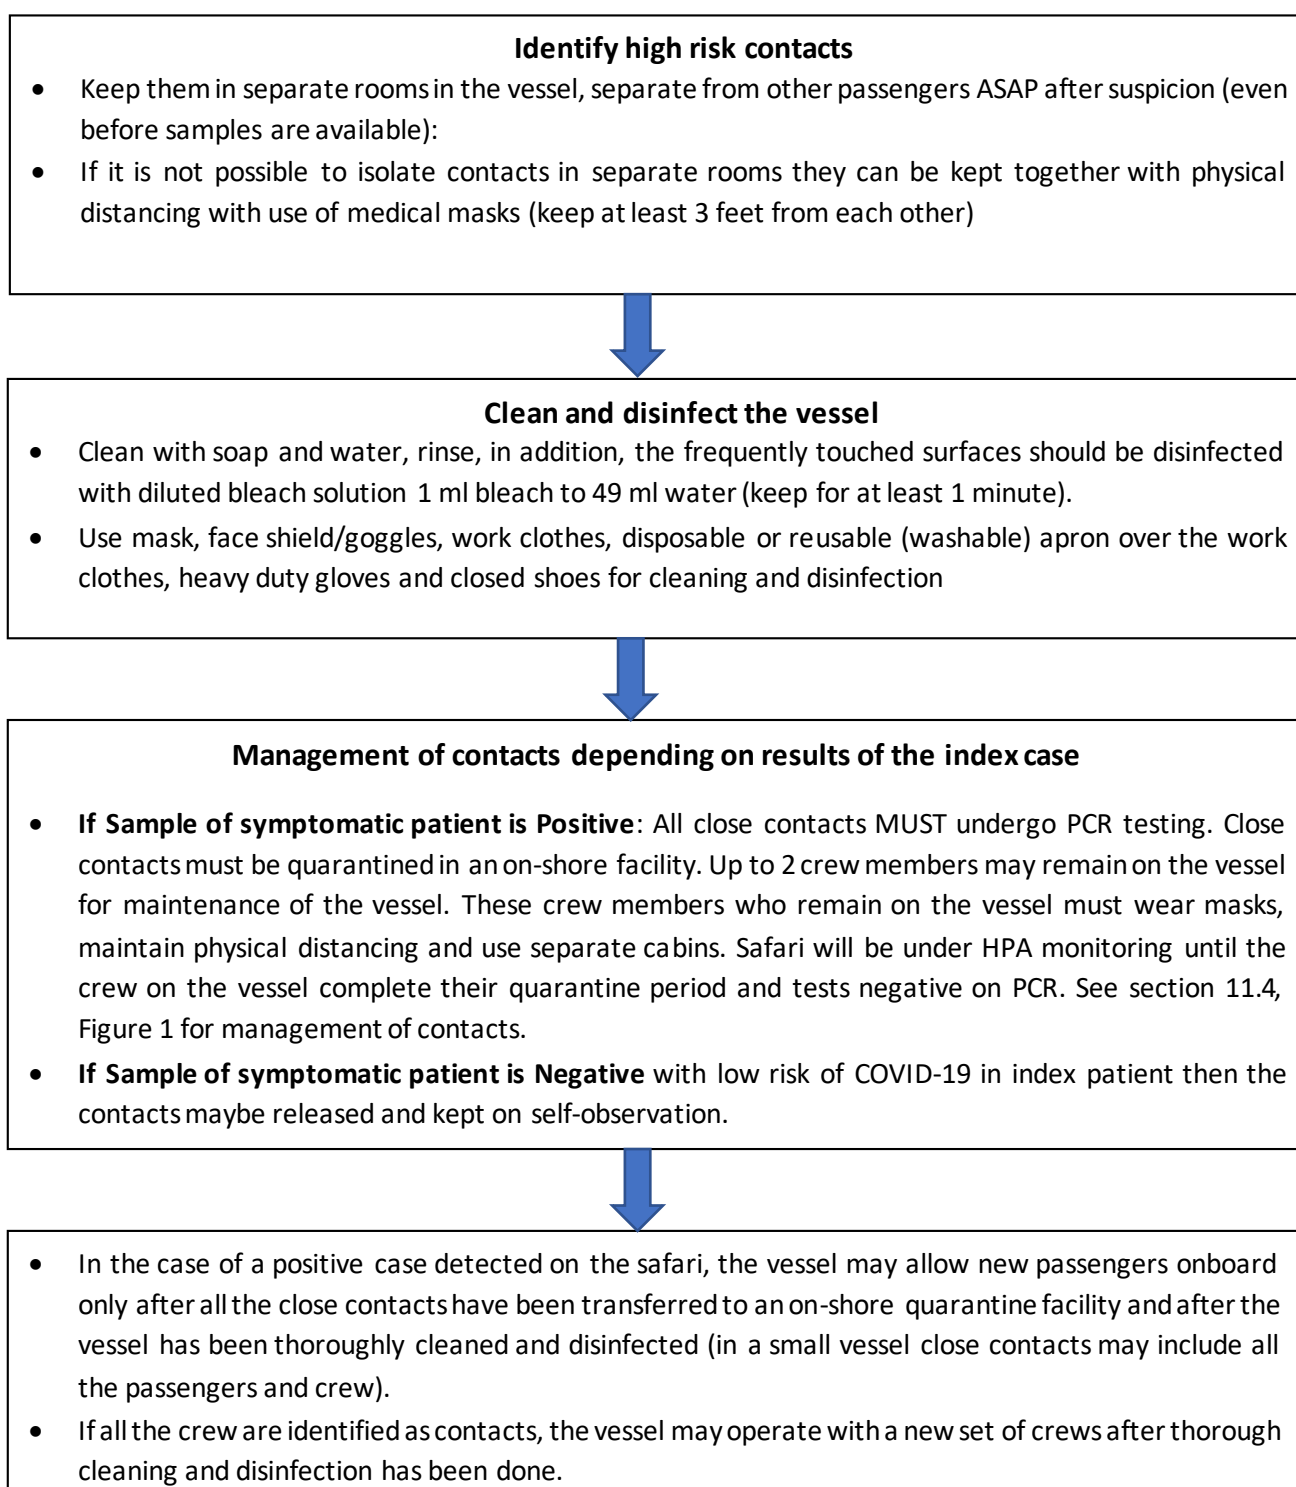 Identify high risk contacts
• Keep them in separate rooms in the vessel, separate from other passengers ASAP after suspicion (even
before samples are available):
• If it is not possible to isolate contacts in separate rooms they can be kept together with physical
distancing with use of medical masks (keep at least 3 feet from each other)
Clean and disinfect the vessel
• Clean with soap and water, rinse, in addition, the frequently touched surfaces should be disinfected
with diluted bleach solution 1 ml bleach to 49 ml water (keep for at least 1 minute).
• Use mask, face shield/goggles, work clothes, disposable or reusable (washable) apron over the work
clothes, heavy duty gloves and closed shoes for cleaning and disinfection
Management of contacts depending on results of the index case
• If Sample of symptomatic patient is Positive: All close contacts MUST undergo PCR testing. Close
contacts must be quarantined in an on-shore facility. Up to 2 crew members may remain on the vessel
for maintenance of the vessel. These crew members who remain on the vessel must wear masks,
maintain physical distancing and use separate cabins. Safari will be under HPA monitoring until the
crew on the vessel complete their quarantine period and tests negative on PCR. See section 11.4,
Figure 1 for management of contacts.
• If Sample of symptomatic patient is Negative with low risk of COVID-19 in index patient then the
contacts maybe released and kept on self-observation.
• In the case of a positive case detected on the safari, the vessel may allow new passengers onboard
only after all the close contacts have been transferred to an on-shore quarantine facility and after the
vessel has been thoroughly cleaned and disinfected (in a small vessel close contacts may include all
the passengers and crew).
• If all the crew are identified as contacts, the vessel may operate with a new set of crews after thorough
cleaning and disinfection has been done.